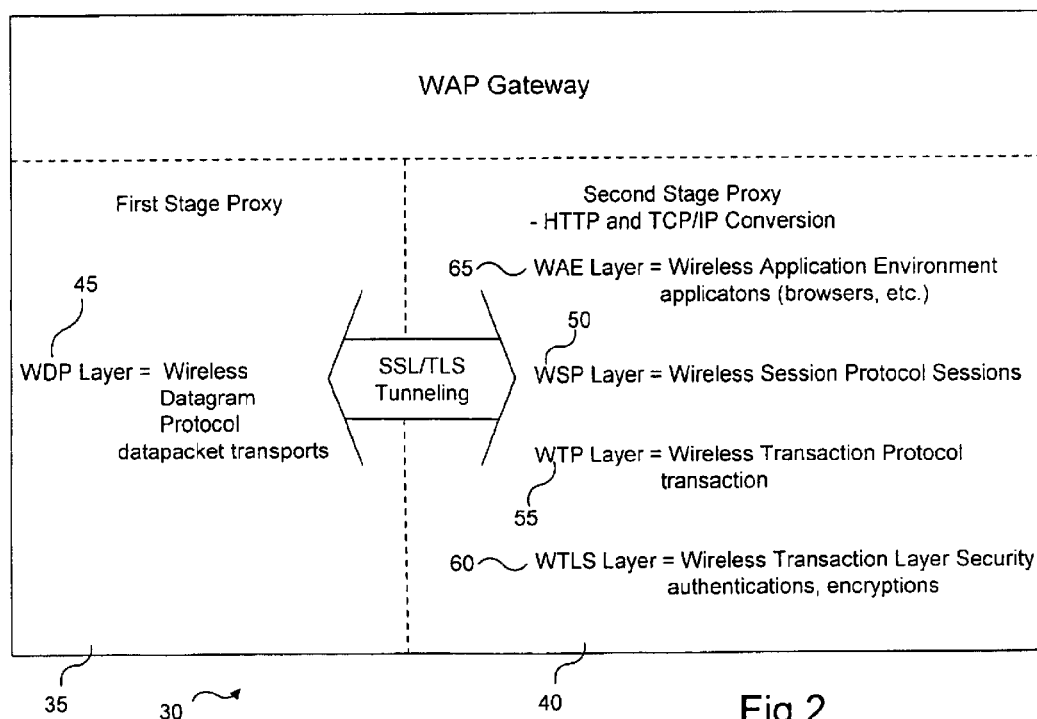 WAP Gateway
First Stage Proxy
Second Stage Proxy
- HTTP and TCP/IP Conversion
65
WAE Layer = Wireless Application Environment
applicatons (browsers, etc.)
45
50
WDP Layer = Wireless
Datagram
Protocol
datapacket transports
SSL/TLS
Tunneling
WSP Layer = Wireless Session Protocol Sessions
WTP Layer = Wireless Transaction Protocol
transaction
55
60
WTLS Layer = Wireless Transaction Layer Security
authentications, encryptions
35
30
40
Fig 2